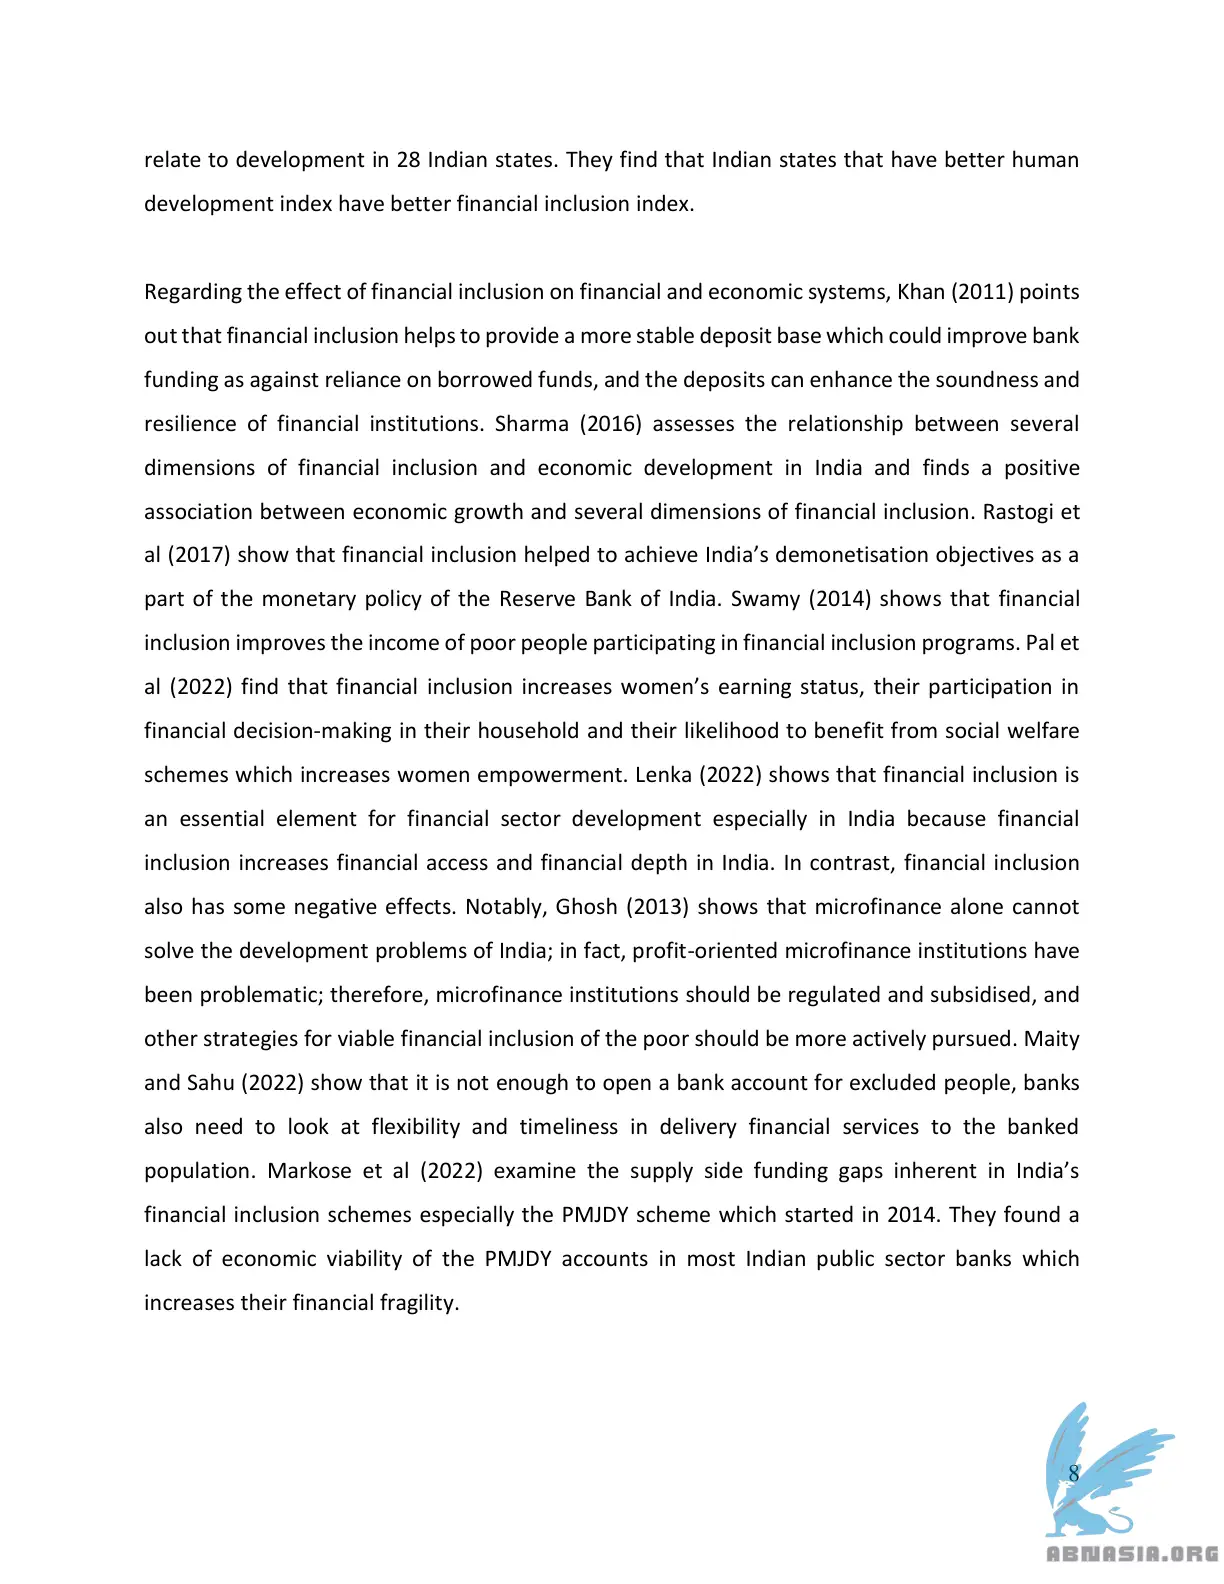 relate to development in 28 Indian states. They find that Indian states that have better human
development index have better financial inclusion index.
Regarding the effect of financial inclusion on financial and economic systems, Khan (2011) points
out that financial inclusion helps to provide a more stable deposit base which could improve bank
funding as against reliance on borrowed funds, and the deposits can enhance the soundness and
resilience of financial institutions. Sharma (2016) assesses the relationship between several
dimensions of financial inclusion and economic development in India and finds a positive
association between economic growth and several dimensions of financial inclusion. Rastogi et
al (2017) show that financial inclusion helped to achieve India’s demonetisation objectives as a
part of the monetary policy of the Reserve Bank of India. Swamy (2014) shows that financial
inclusion improves the income of poor people participating in financial inclusion programs. Pal et
al (2022) find that financial inclusion increases women’s earning status, their participation in
financial decision-making in their household and their likelihood to benefit from social welfare
schemes which increases women empowerment. Lenka (2022) shows that financial inclusion is
an essential element for financial sector development especially in India because financial
inclusion increases financial access and financial depth in India. In contrast, financial inclusion
also has some negative effects. Notably, Ghosh (2013) shows that microfinance alone cannot
solve the development problems of India; in fact, profit-oriented microfinance institutions have
been problematic; therefore, microfinance institutions should be regulated and subsidised, and
other strategies for viable financial inclusion of the poor should be more actively pursued. Maity
and Sahu (2022) show that it is not enough to open a bank account for excluded people, banks
also need to look at flexibility and timeliness in delivery financial services to the banked
population. Markose et al (2022) examine the supply side funding gaps inherent in India’s
financial inclusion schemes especially the PMJDY scheme which started in 2014. They found a
lack of economic viability of the PMJDY accounts in most Indian public sector banks which
increases their financial fragility.
8
ABNASIA.ORG